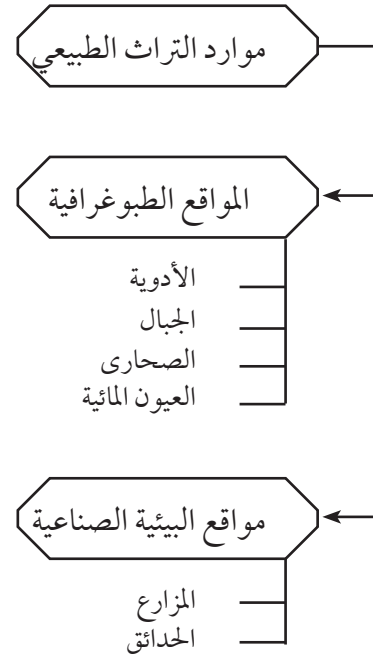 موارد التراث الطبيعي
المواقع الطبوغرافية
الأدوية
الجبال
الصحارى
العيون المائية
مواقع البيئية الصناعية
المزارع
الحدائق